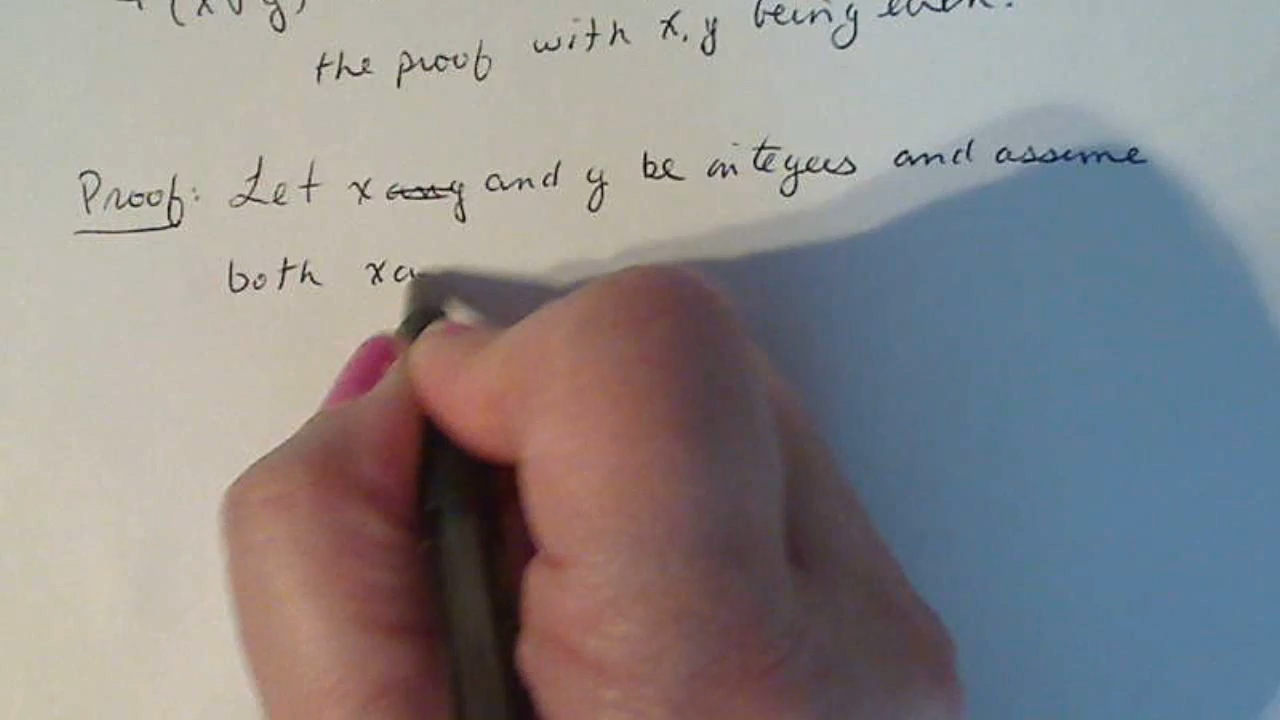 (x ∨ y)
the proof with x, y being even.
Proof: Let x and y be integers and assume
both x